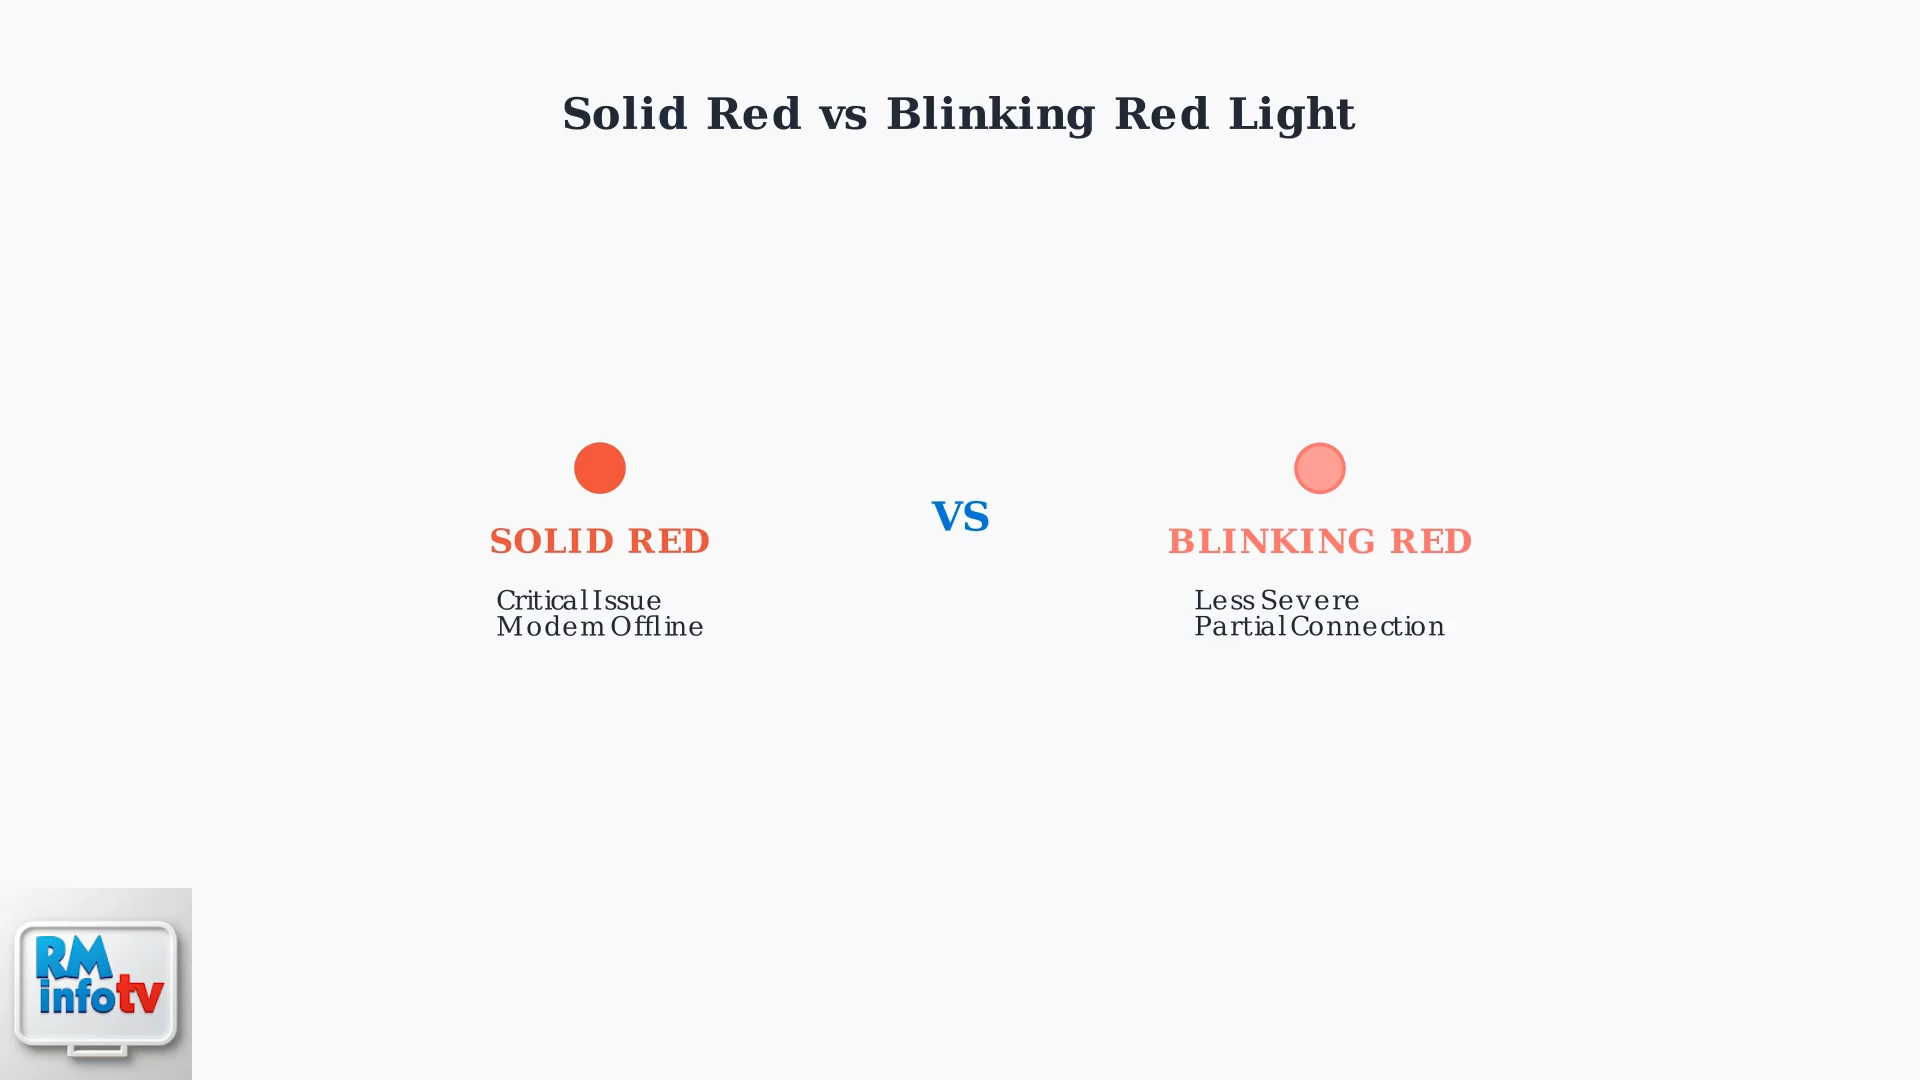 Solid Red vs Blinking Red Light
VS
SOLID RED
Critical Issue
Modem Offline
BLINKING RED
Less Severe
Partial Connection
RM
infotv